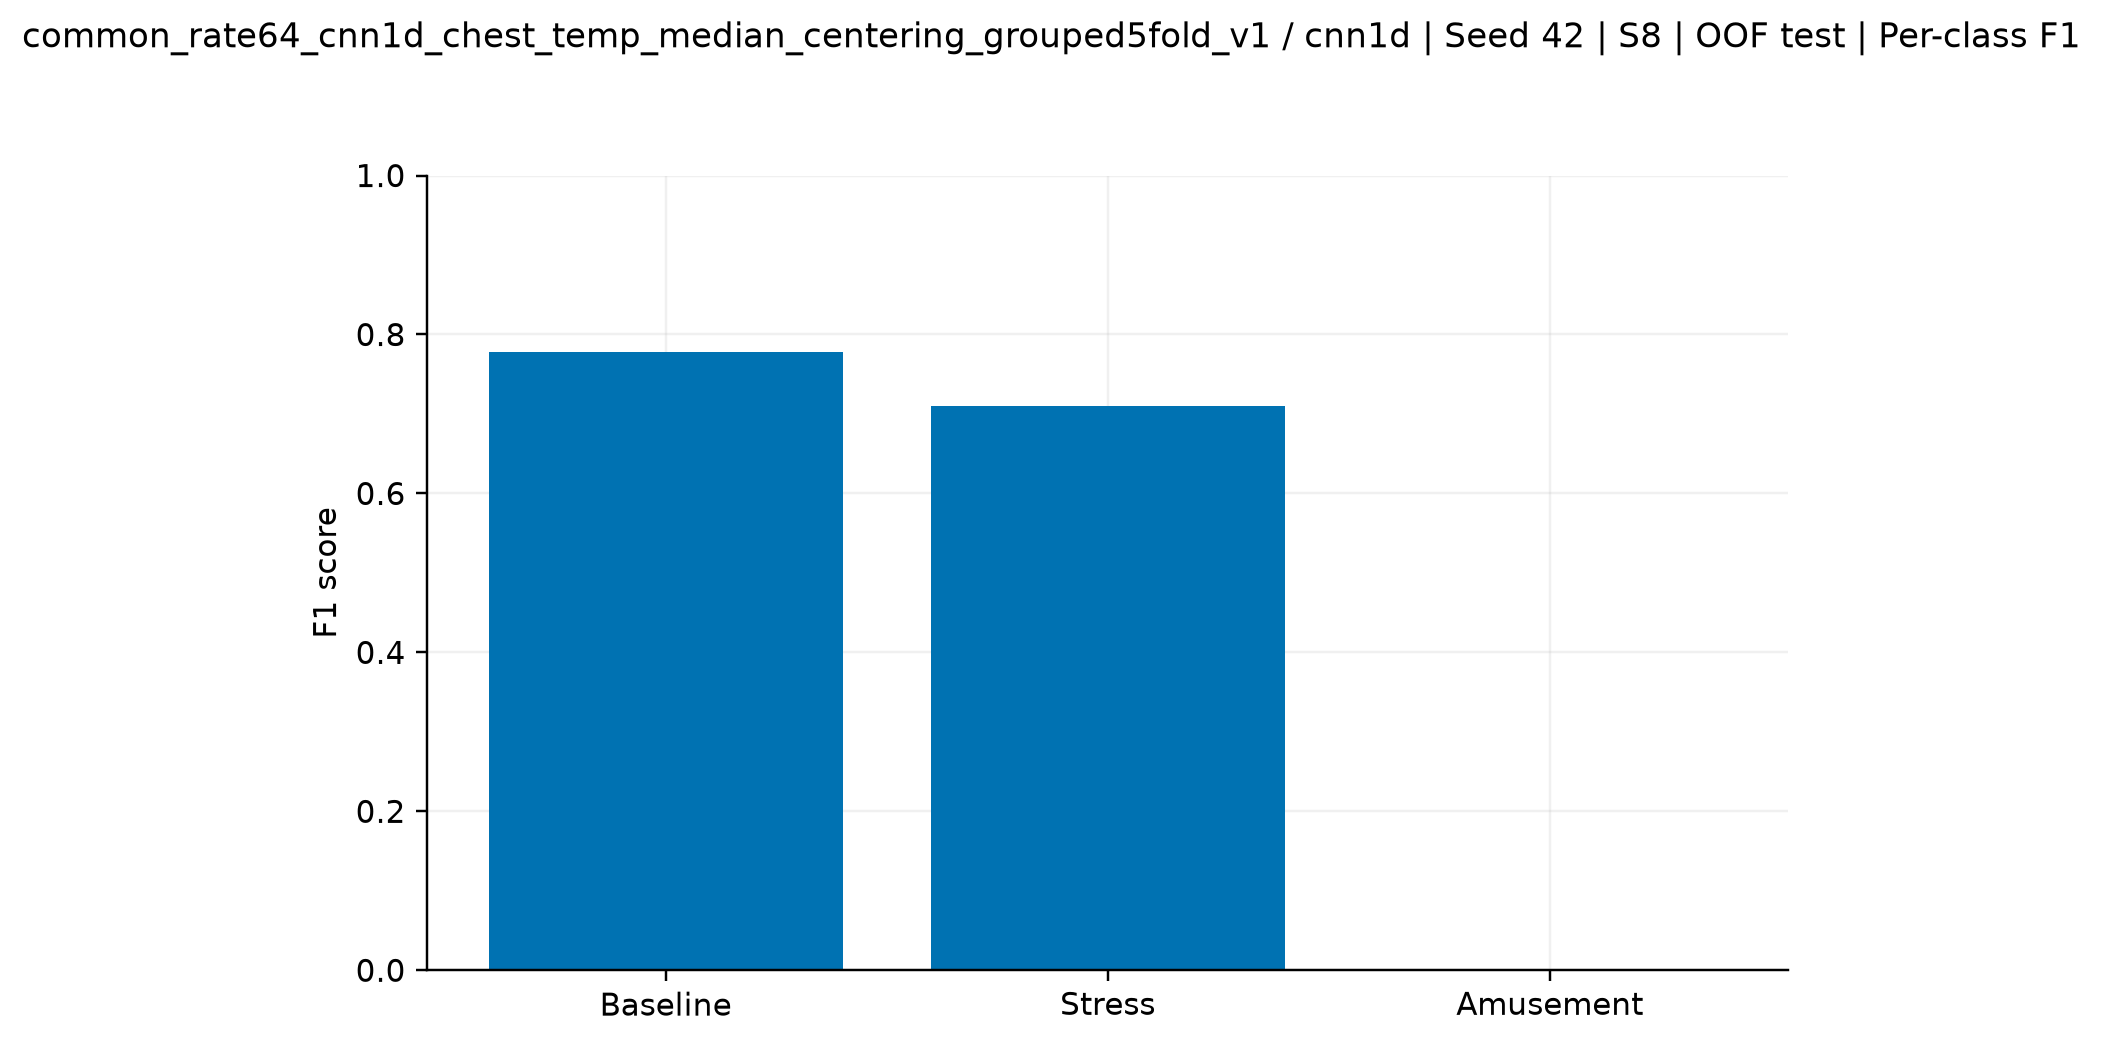 common_rate64_cnn1d_chest_temp_median_centering_grouped5fold_v1 / cnn1d | Seed 42 | S8 | OOF test | Per-class F1
1.0
0.8
0.6
0.4
0.2
0.0
F1 score
Baseline
Stress
Amusement